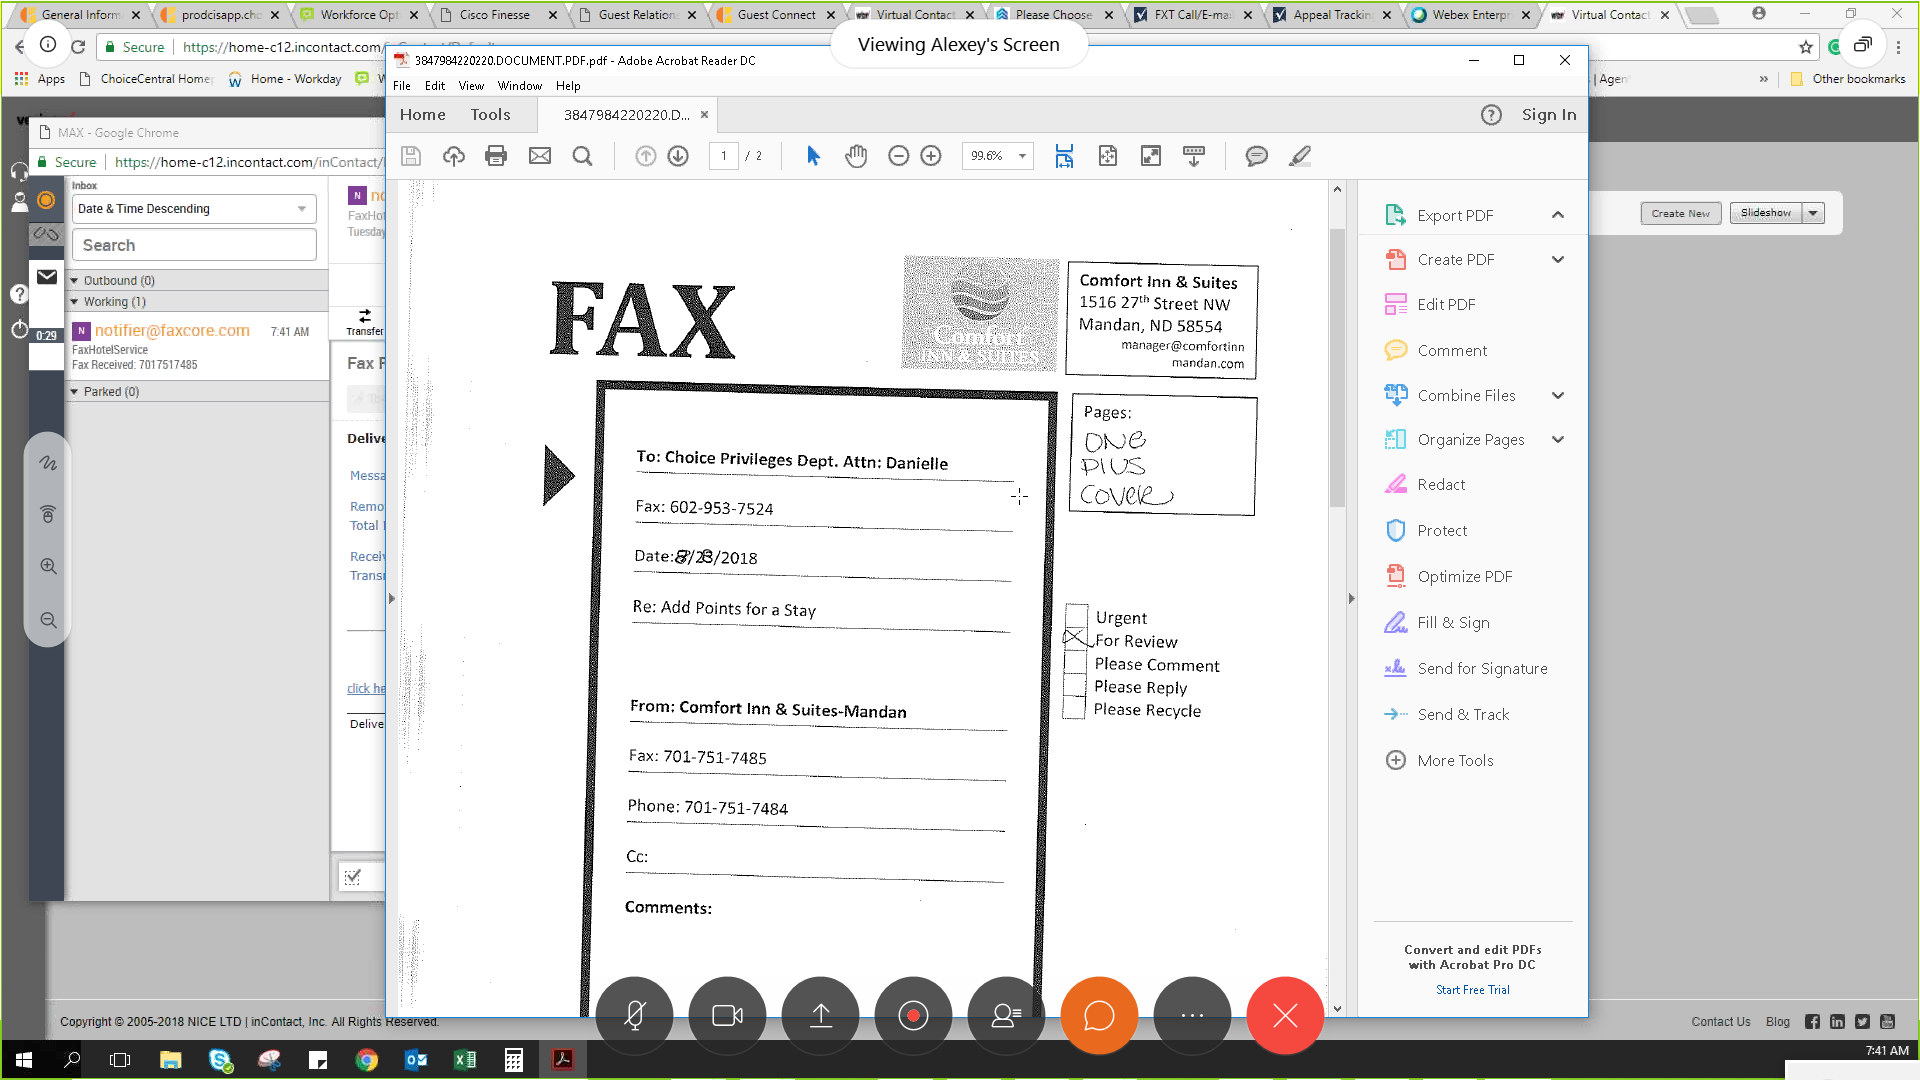 General Inform
prodcisapp.cho
Workforce Opt
Cisco Finesse
Guest Relation
Guest Connect
Virtual Contact
Please Choose
FXT Call/E-mai
Appeal Trackin
Webex Enterpr
Virtual Contact
Secure
https://home-c12.incontact.com/
Viewing Alexey's Screen
Apps
ChoiceCentral Home
Home - Workday
Agen
Other bookmarks
3847984220220.DOCUMENT.PDF.pdf - Adobe Acrobat Reader DC
File Edit View Window Help
Home Tools 3847984220220.D...
Sign In
1 / 2
99.6%
MAX - Google Chrome
Secure https://home-c12.incontact.com/inContact/
Inbox
Date & Time Descending
Search
Outbound (0)
Working (1)
N notifier@faxcore.com 7:41 AM
FaxHotelService
Fax Received: 7017517485
Parked (0)
0:29
N no
FaxHot
Tuesday
Transfer
Fax R
Delive
Messa
Remo
Total
Receiv
Transm
click he
Delive
FAX
Comfort
INN & SUITES
Comfort Inn & Suites
1516 27th Street NW
Mandan, ND 58554
manager@comfortinn
mandan.com
Pages:
ONE
PlUS
COVER
To: Choice Privileges Dept. Attn: Danielle
Fax: 602-953-7524
Date: 8/23/2018
Re: Add Points for a Stay
Urgent
For Review
Please Comment
Please Reply
Please Recycle
From: Comfort Inn & Suites-Mandan
Fax: 701-751-7485
Phone: 701-751-7484
Cc:
Comments:
Export PDF
Create PDF
Edit PDF
Comment
Combine Files
Organize Pages
Redact
Protect
Optimize PDF
Fill & Sign
Send for Signature
Send & Track
More Tools
Convert and edit PDFs
with Acrobat Pro DC
Start Free Trial
Create New
Slideshow
Copyright © 2005-2018 NICE LTD | inContact, Inc. All Rights Reserved.
Contact Us Blog
7:41 AM